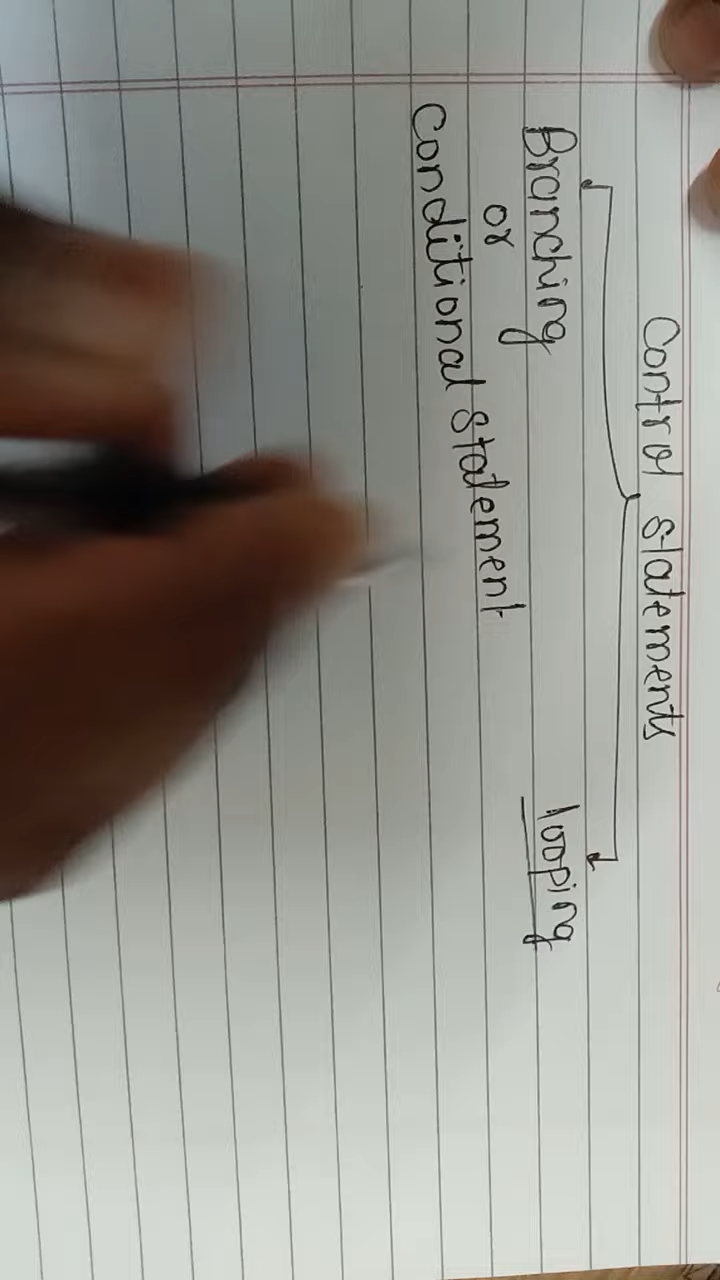 Control statements
Branching looping
or
Conditional Statement